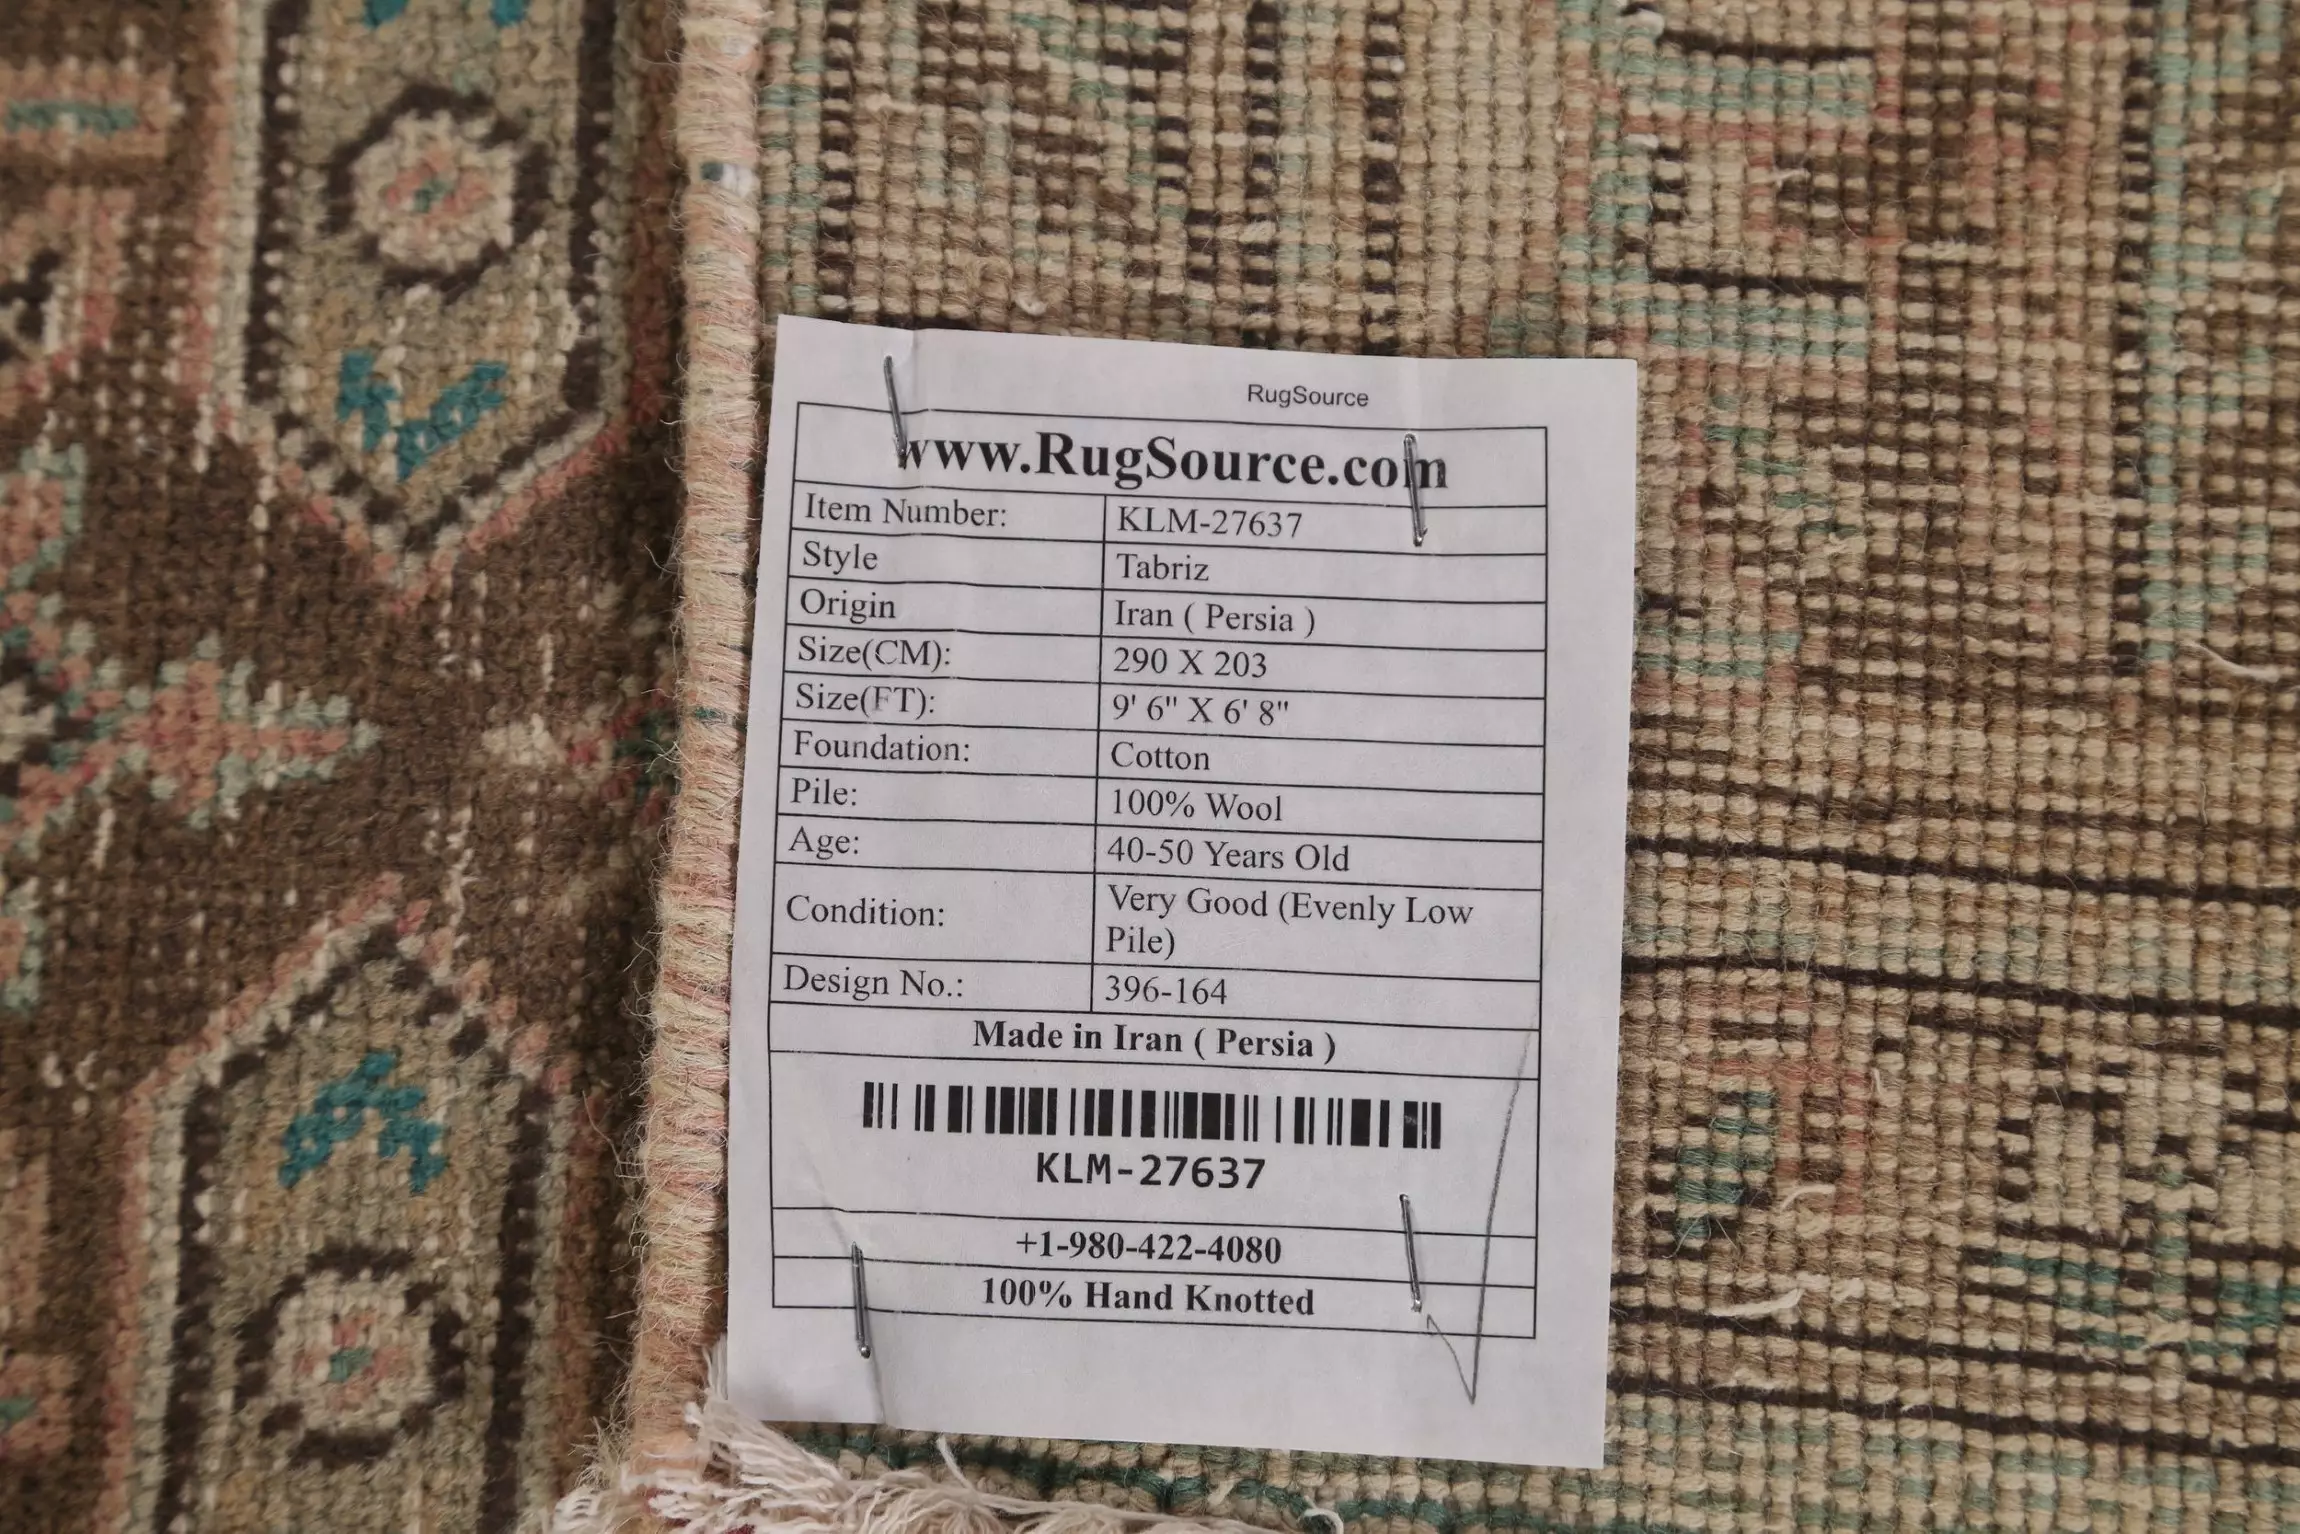 RugSource
www.RugSource.com
Item Number: KLM-27637
Style Tabriz
Origin Iran ( Persia )
Size(CM): 290 X 203
Size(FT): 9' 6" X 6' 8"
Foundation: Cotton
Pile: 100% Wool
Age: 40-50 Years Old
Condition: Very Good (Evenly Low
Pile)
Design No.: 396-164
Made in Iran ( Persia )
KLM-27637
+1-980-422-4080
100% Hand Knotted